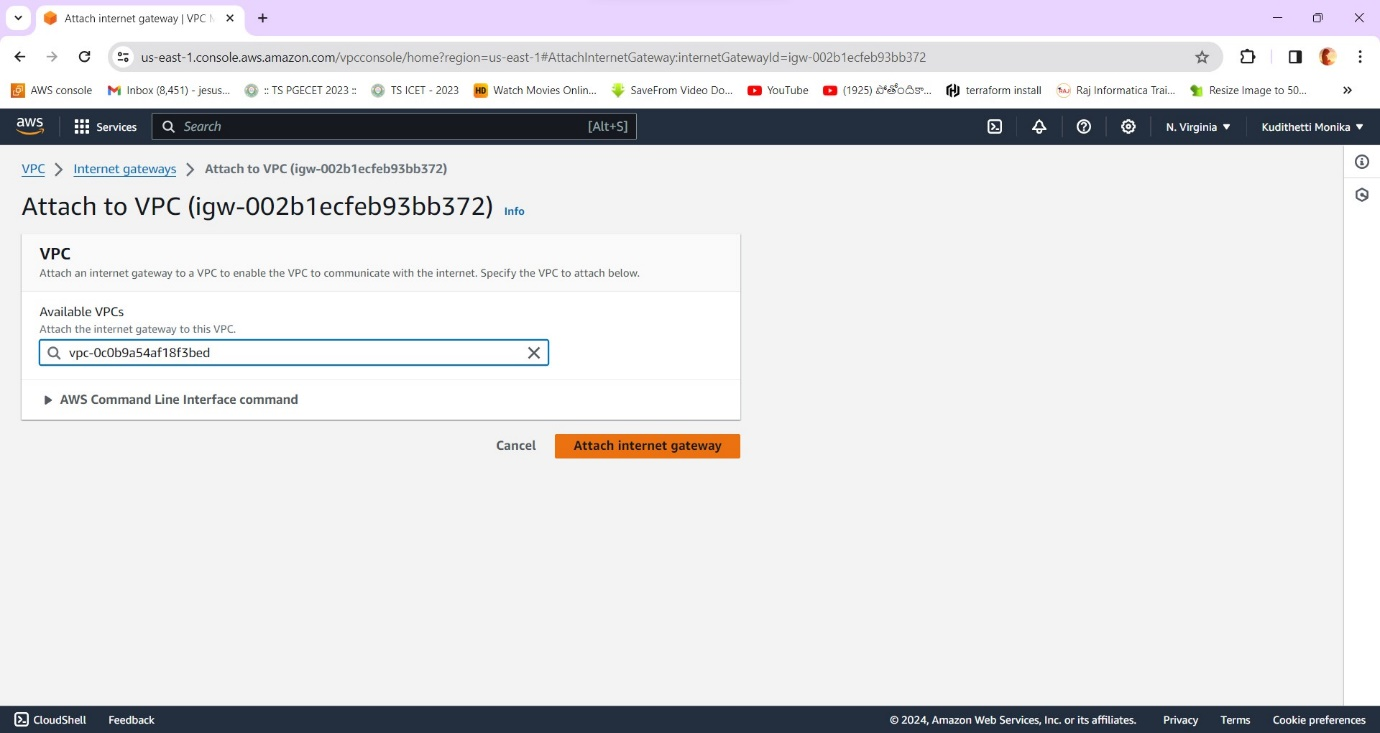 Attach internet gateway | VPC M
us-east-1.console.aws.amazon.com/vpcconsole/home?region=us-east-1#AttachInternetGateway:internetGatewayId=igw-002b1ecfeb93bb372
AWS console Inbox (8,451) - jesus... :: TS PGECET 2023 :: TS ICET - 2023 HD Watch Movies Onlin... SaveFrom Video Do... YouTube (1925) పోతోందికా... terraform install Raj Informatica Trai... Resize Image to 50... »
aws Services Search [Alt+S] N. Virginia Kudithetti Monika
VPC Internet gateways Attach to VPC (igw-002b1ecfeb93bb372)
Attach to VPC (igw-002b1ecfeb93bb372) Info
VPC
Attach an internet gateway to a VPC to enable the VPC to communicate with the internet. Specify the VPC to attach below.
Available VPCs
Attach the internet gateway to this VPC.
vpc-0c0b9a54af18f3bed
AWS Command Line Interface command
Cancel Attach internet gateway
CloudShell Feedback © 2024, Amazon Web Services, Inc. or its affiliates. Privacy Terms Cookie preferences